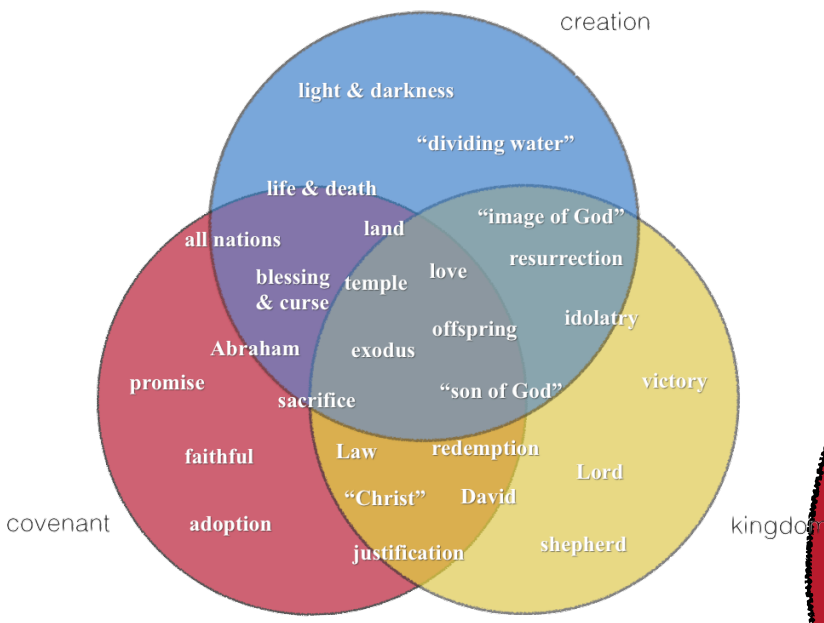 creation
light & darkness
“dividing water”
life & death
“image of God”
land
all nations
resurrection
love
blessing
& curse
temple
idolatry
offspring
Abraham
exodus
promise
victory
“son of God”
sacrifice
Law
redemption
faithful
Lord
“Christ”
David
covenant
adoption
kingdom
shepherd
justification